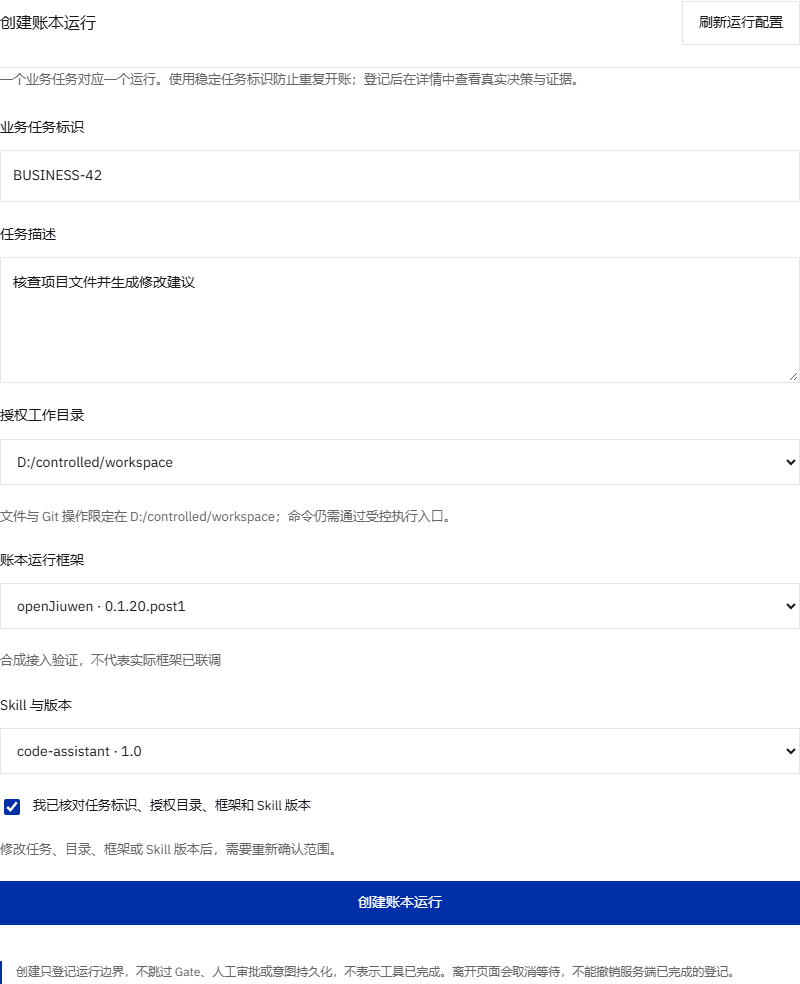 创建账本运行
刷新运行配置
一个业务任务对应一个运行。使用稳定任务标识防止重复开账；登记后在详情中查看真实决策与证据。
业务任务标识
BUSINESS-42
任务描述
核查项目文件并生成修改建议
授权工作目录
D:/controlled/workspace
文件与 Git 操作限定在 D:/controlled/workspace；命令仍需通过受控执行入口。
账本运行框架
openJiuwen · 0.1.20.post1
合成接入验证，不代表实际框架已联调
Skill 与版本
code-assistant · 1.0
我已核对任务标识、授权目录、框架和 Skill 版本
修改任务、目录、框架或 Skill 版本后，需要重新确认范围。
创建账本运行
创建只登记运行边界，不跳过 Gate、人工审批或意图持久化，不表示工具已完成。离开页面会取消等待，不能撤销服务端已完成的登记。